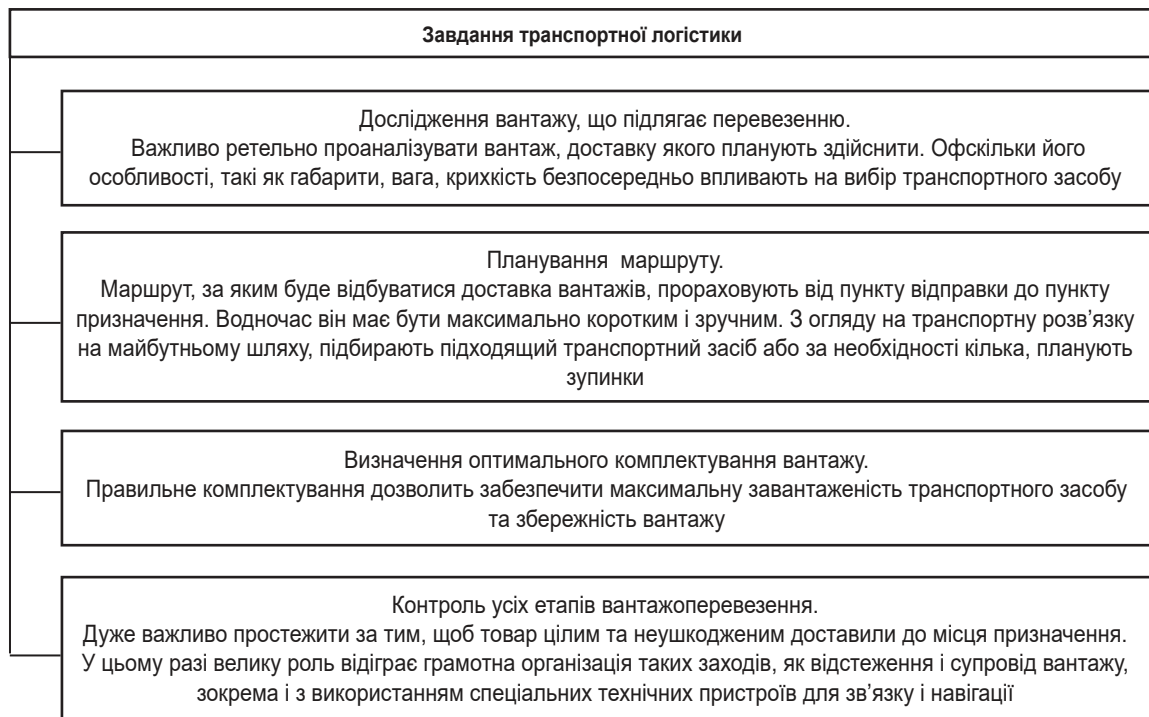 Завдання транспортної логістики
Дослідження вантажу, що підлягає перевезенню.
Важливо ретельно проаналізувати вантаж, доставку якого планують здійснити. Офскільки його
особливості, такі як габарити, вага, крихкість безпосередньо впливають на вибір транспортного засобу
Планування маршруту.
Маршрут, за яким буде відбуватися доставка вантажів, прораховують від пункту відправки до пункту
призначення. Водночас він має бути максимально коротким і зручним. З огляду на транспортну розв’язку
на майбутньому шляху, підбирають підходящий транспортний засіб або за необхідності кілька, планують
зупинки
Визначення оптимального комплектування вантажу.
Правильне комплектування дозволить забезпечити максимальну завантаженість транспортного засобу
та збережність вантажу
Контроль усіх етапів вантажоперевезення.
Дуже важливо простежити за тим, щоб товар цілим та неушкодженим доставили до місця призначення.
У цьому разі велику роль відіграє грамотна організація таких заходів, як відстеження і супровід вантажу,
зокрема і з використанням спеціальних технічних пристроїв для зв’язку і навігації